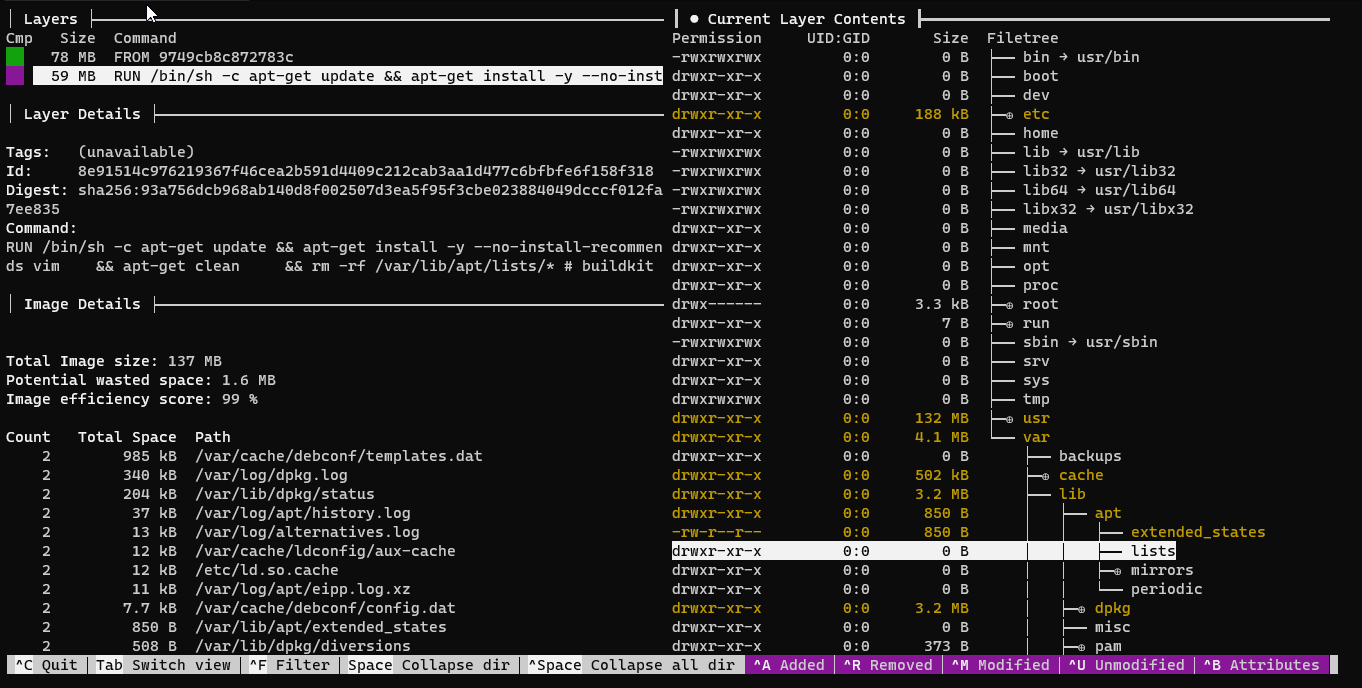 Layers
Cmp Size Command
78 MB FROM 9749cb8c872783c
59 MB RUN /bin/sh -c apt-get update && apt-get install -y --no-inst
Layer Details
Tags: (unavailable)
Id: 8e91514c976219367f46cea2b591d4409c212cab3aa1d477c6bfbfe6f158f318
Digest: sha256:93a756dcb968ab140d8f002507d3ea5f95f3cbe023884049dcccf012fa
7ee835
Command:
RUN /bin/sh -c apt-get update && apt-get install -y --no-install-recommen
ds vim && apt-get clean && rm -rf /var/lib/apt/lists/* # buildkit
Image Details
Total Image size: 137 MB
Potential wasted space: 1.6 MB
Image efficiency score: 99 %
Count Total Space Path
2 985 kB /var/cache/debconf/templates.dat
2 340 kB /var/log/dpkg.log
2 204 kB /var/lib/dpkg/status
2 37 kB /var/log/apt/history.log
2 13 kB /var/log/alternatives.log
2 12 kB /var/cache/ldconfig/aux-cache
2 12 kB /etc/ld.so.cache
2 11 kB /var/log/apt/eipp.log.xz
2 7.7 kB /var/cache/debconf/config.dat
2 850 B /var/lib/apt/extended_states
2 508 B /var/lib/dpkg/diversions
● Current Layer Contents
Permission UID:GID Size Filetree
-rwxrwxrwx 0:0 0 B ├── bin → usr/bin
drwxr-xr-x 0:0 0 B ├── boot
drwxr-xr-x 0:0 0 B ├── dev
drwxr-xr-x 0:0 188 kB ├─⊕ etc
drwxr-xr-x 0:0 0 B ├── home
-rwxrwxrwx 0:0 0 B ├── lib → usr/lib
-rwxrwxrwx 0:0 0 B ├── lib32 → usr/lib32
-rwxrwxrwx 0:0 0 B ├── lib64 → usr/lib64
-rwxrwxrwx 0:0 0 B ├── libx32 → usr/libx32
drwxr-xr-x 0:0 0 B ├── media
drwxr-xr-x 0:0 0 B ├── mnt
drwxr-xr-x 0:0 0 B ├── opt
drwxr-xr-x 0:0 0 B ├── proc
drwx------ 0:0 3.3 kB ├─⊕ root
drwxr-xr-x 0:0 7 B ├─⊕ run
-rwxrwxrwx 0:0 0 B ├── sbin → usr/sbin
drwxr-xr-x 0:0 0 B ├── srv
drwxr-xr-x 0:0 0 B ├── sys
drwxrwxrwx 0:0 0 B ├── tmp
drwxr-xr-x 0:0 132 MB ├─⊕ usr
drwxr-xr-x 0:0 4.1 MB └── var
drwxr-xr-x 0:0 0 B ├── backups
drwxr-xr-x 0:0 502 kB ├─⊕ cache
drwxr-xr-x 0:0 3.2 MB ├── lib
drwxr-xr-x 0:0 850 B │ ├── apt
-rw-r--r-- 0:0 850 B │ │ ├── extended_states
drwxr-xr-x 0:0 0 B │ │ ├── lists
drwxr-xr-x 0:0 0 B │ │ ├─⊕ mirrors
drwxr-xr-x 0:0 0 B │ │ └── periodic
drwxr-xr-x 0:0 3.2 MB │ ├─⊕ dpkg
drwxr-xr-x 0:0 0 B │ ├── misc
drwxr-xr-x 0:0 373 B │ ├─⊕ pam
^C Quit | Tab Switch view | ^F Filter | Space Collapse dir | ^Space Collapse all dir ^A Added | ^R Removed | ^M Modified | ^U Unmodified | ^B Attributes